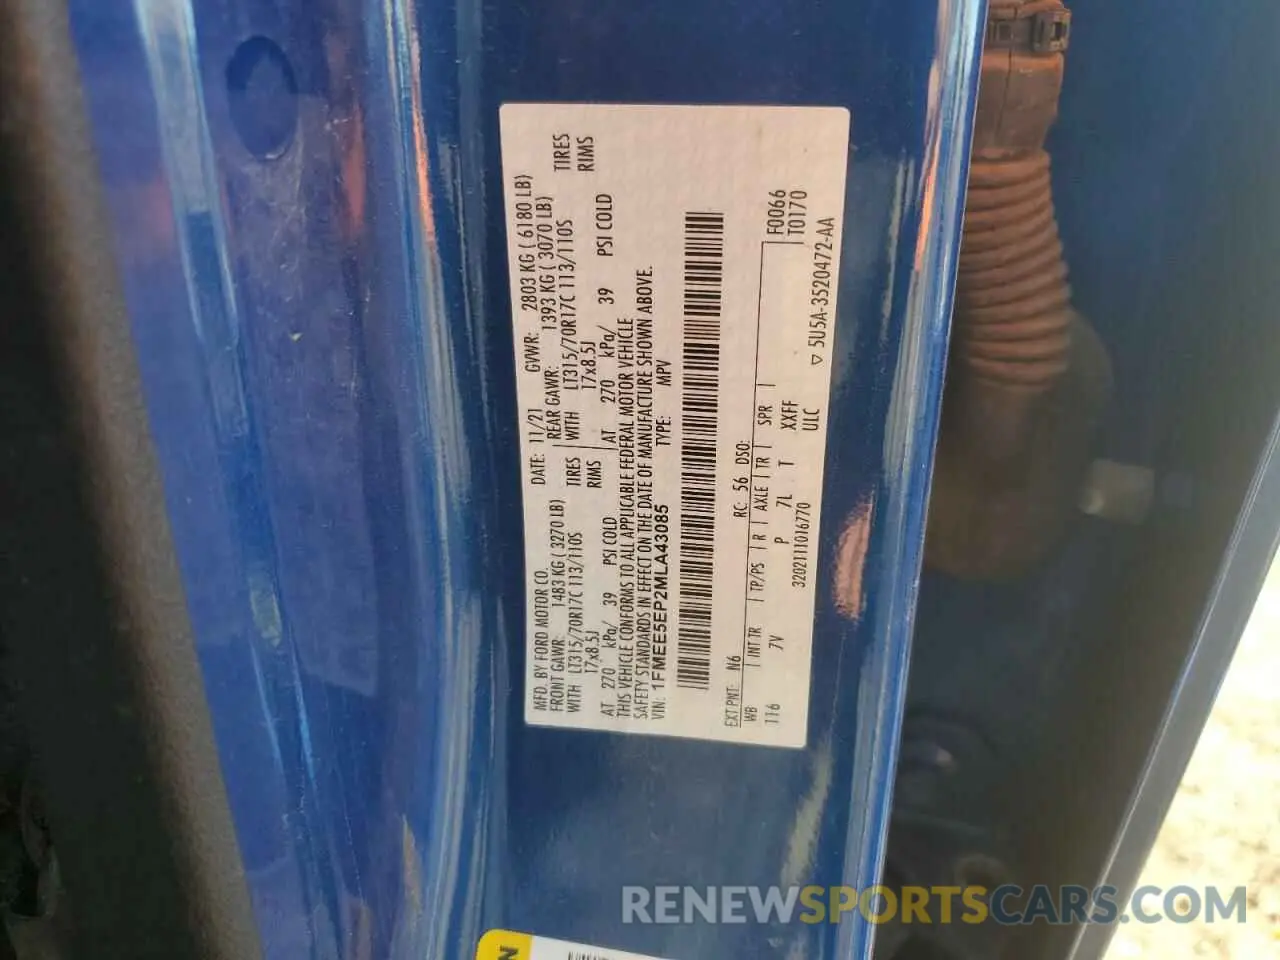 MFD. BY FORD MOTOR CO.
DATE: 11/21 GVWR: 2803 KG ( 6180 LB)
FRONT GAWR: 1483 KG ( 3270 LB)
REAR GAWR: 1393 KG ( 3070 LB)
WITH LT315/70R17C 113/110S TIRES
WITH LT315/70R17C 113/110S TIRES
17x8.5J RIMS
17x8.5J RIMS
AT 270 kPa/ 39 PSI COLD
AT 270 kPa/ 39 PSI COLD
THIS VEHICLE CONFORMS TO ALL APPLICABLE FEDERAL MOTOR VEHICLE
SAFETY STANDARDS IN EFFECT ON THE DATE OF MANUFACTURE SHOWN ABOVE.
VIN: 1FMEE5EP2MLA43085 TYPE: MPV
EXT PNT: N6 RC: 56 DSO:
WB INT TR TP/PS R AXLE TR SPR
F0066
116 7V P 7L T XXFF
T0170
3202111016770 ULC
▽ 5U5A-3520472-AA
RENEWSPORTSCARS.COM